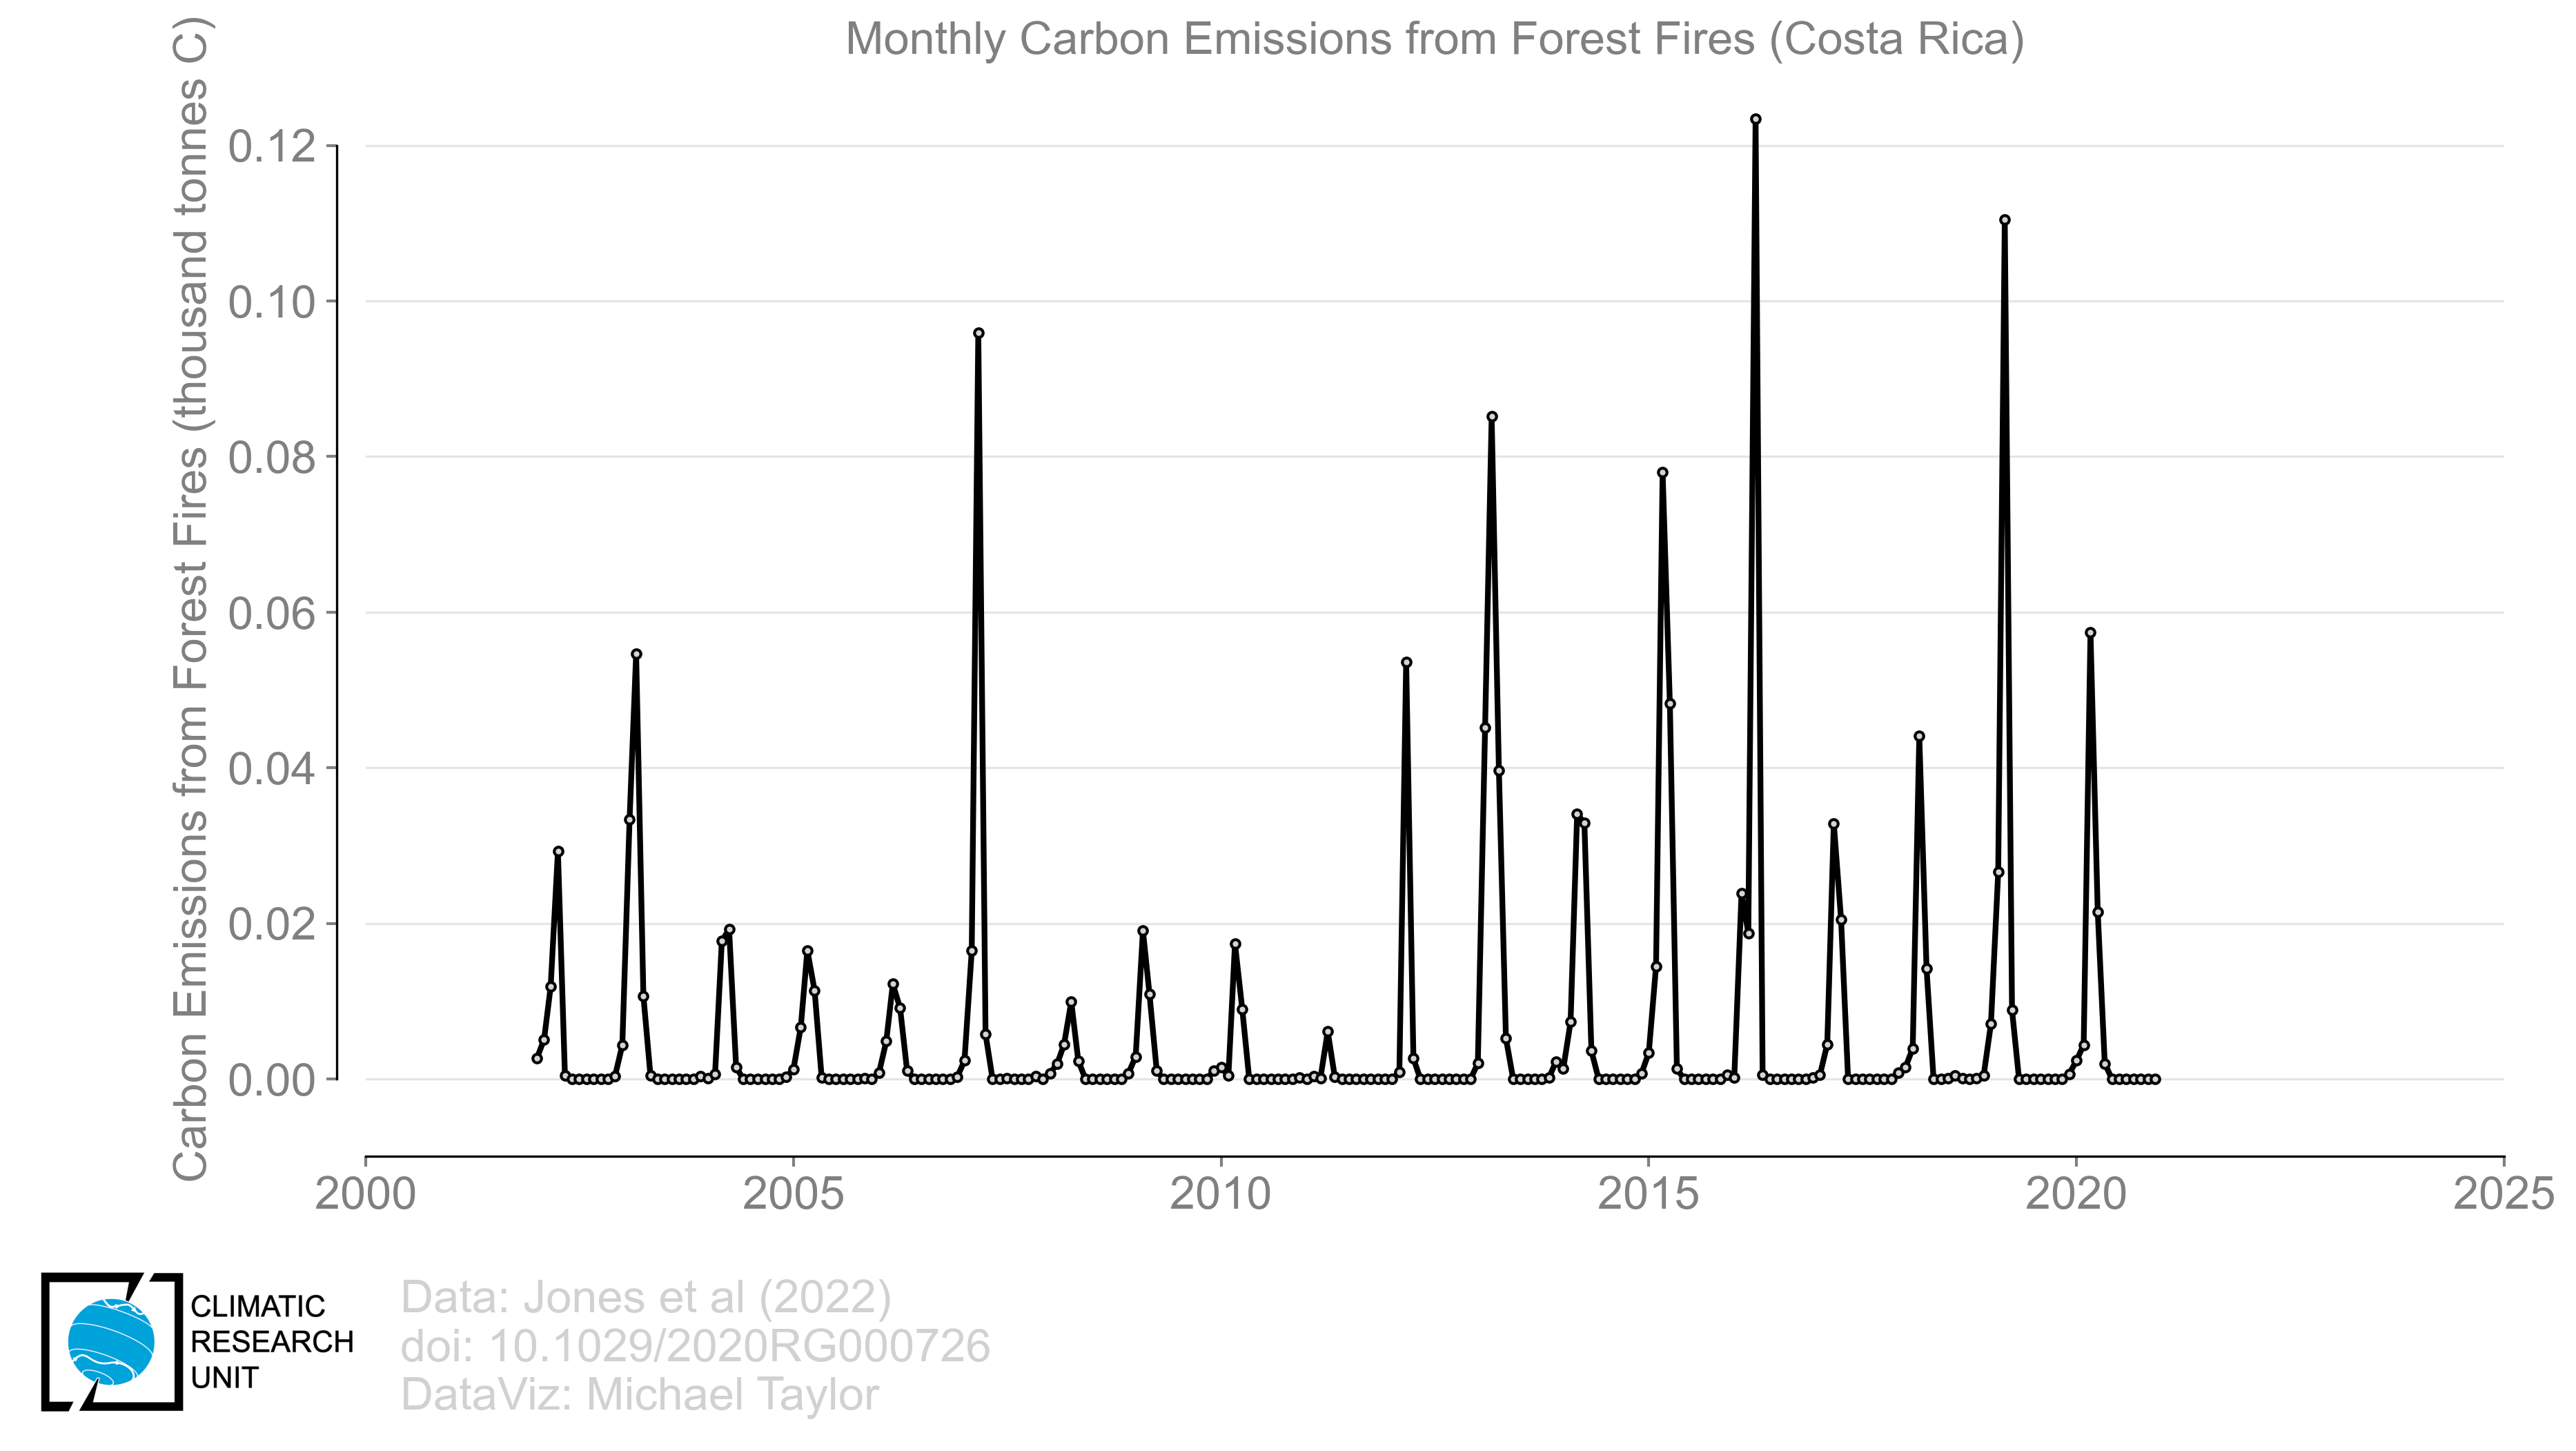 Monthly Carbon Emissions from Forest Fires (Costa Rica)
Carbon Emissions from Forest Fires (thousand tonnes C)
0.12
0.10
0.08
0.06
0.04
0.02
0.00
2000 2005 2010 2015 2020 2025
CLIMATIC
RESEARCH
UNIT
Data: Jones et al (2022)
doi: 10.1029/2020RG000726
DataViz: Michael Taylor